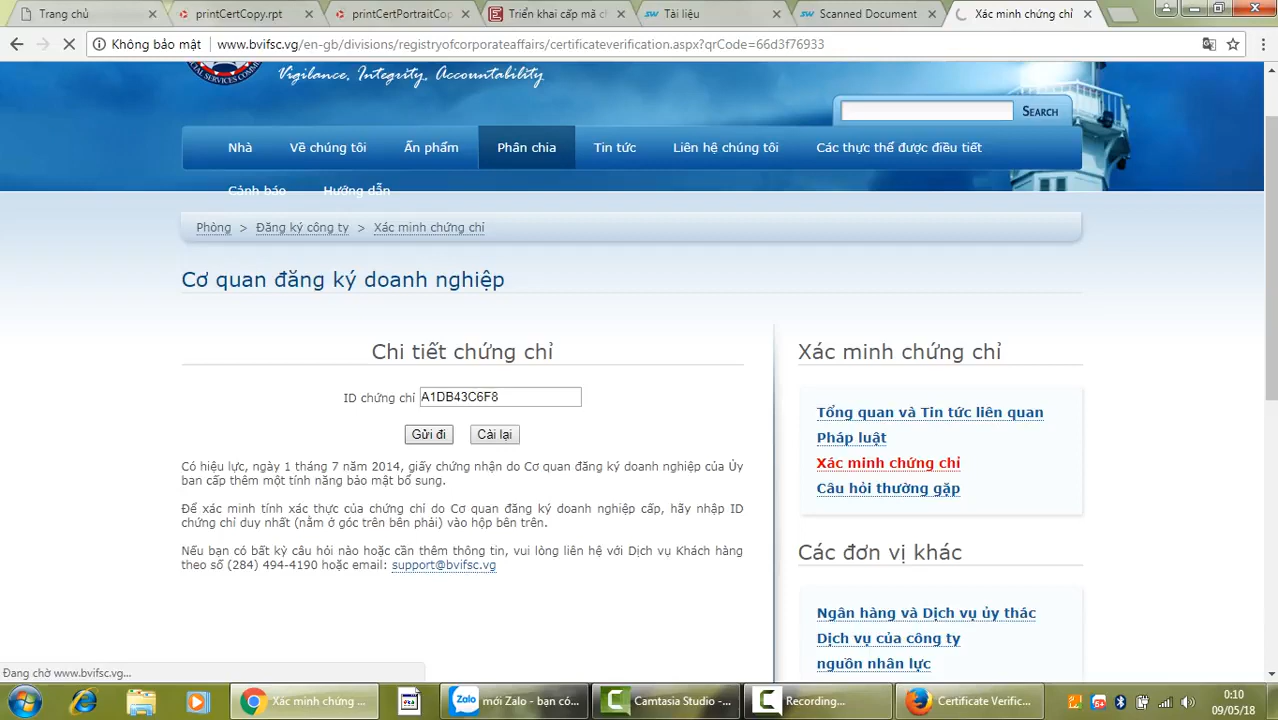 Trang chủ
printCertCopy.rpt
printCertPortraitCop
Triển khai cấp mã c
Tài liệu
Scanned Document
Xác minh chứng chỉ
Không bảo mật
www.bvifsc.vg/en-gb/divisions/registryofcorporateaffairs/certificateverification.aspx?qrCode=66d3f76933
Vigilance, Integrity, Accountability
SEARCH
Nhà
Về chúng tôi
Ấn phẩm
Phân chia
Tin tức
Liên hệ chúng tôi
Các thực thể được điều tiết
Cảnh báo
Hướng dẫn
Phòng > Đăng ký công ty > Xác minh chứng chỉ
Cơ quan đăng ký doanh nghiệp
Chi tiết chứng chỉ
ID chứng chỉ A1DB43C6F8
Gửi đi
Cài lại
Có hiệu lực, ngày 1 tháng 7 năm 2014, giấy chứng nhận do Cơ quan đăng ký doanh nghiệp của Ủy
ban cấp thêm một tính năng bảo mật bổ sung.
Để xác minh tính xác thực của chứng chỉ do Cơ quan đăng ký doanh nghiệp cấp, hãy nhập ID
chứng chỉ duy nhất (nằm ở góc trên bên phải) vào hộp bên trên.
Nếu bạn có bất kỳ câu hỏi nào hoặc cần thêm thông tin, vui lòng liên hệ với Dịch vụ Khách hàng
theo số (284) 494-4190 hoặc email: support@bvifsc.vg
Xác minh chứng chỉ
Tổng quan và Tin tức liên quan
Pháp luật
Xác minh chứng chỉ
Câu hỏi thường gặp
Các đơn vị khác
Ngân hàng và Dịch vụ ủy thác
Dịch vụ của công ty
nguồn nhân lực
Đang chờ www.bvifsc.vg...
Xác minh chứng ...
mới Zalo - bạn có...
Camtasia Studio -...
Recording...
Certificate Verific...
0:10
09/05/18